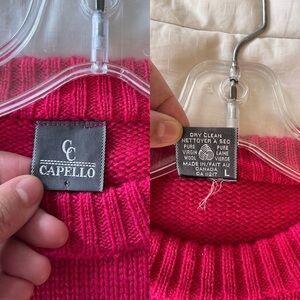 CC
CAPELLO
DRY CLEAN
NETTOYER À SEC
PURE PURE
VIRGIN LAINE
WOOL VIERGE
MADE IN/FAIT AU
CANADA
L